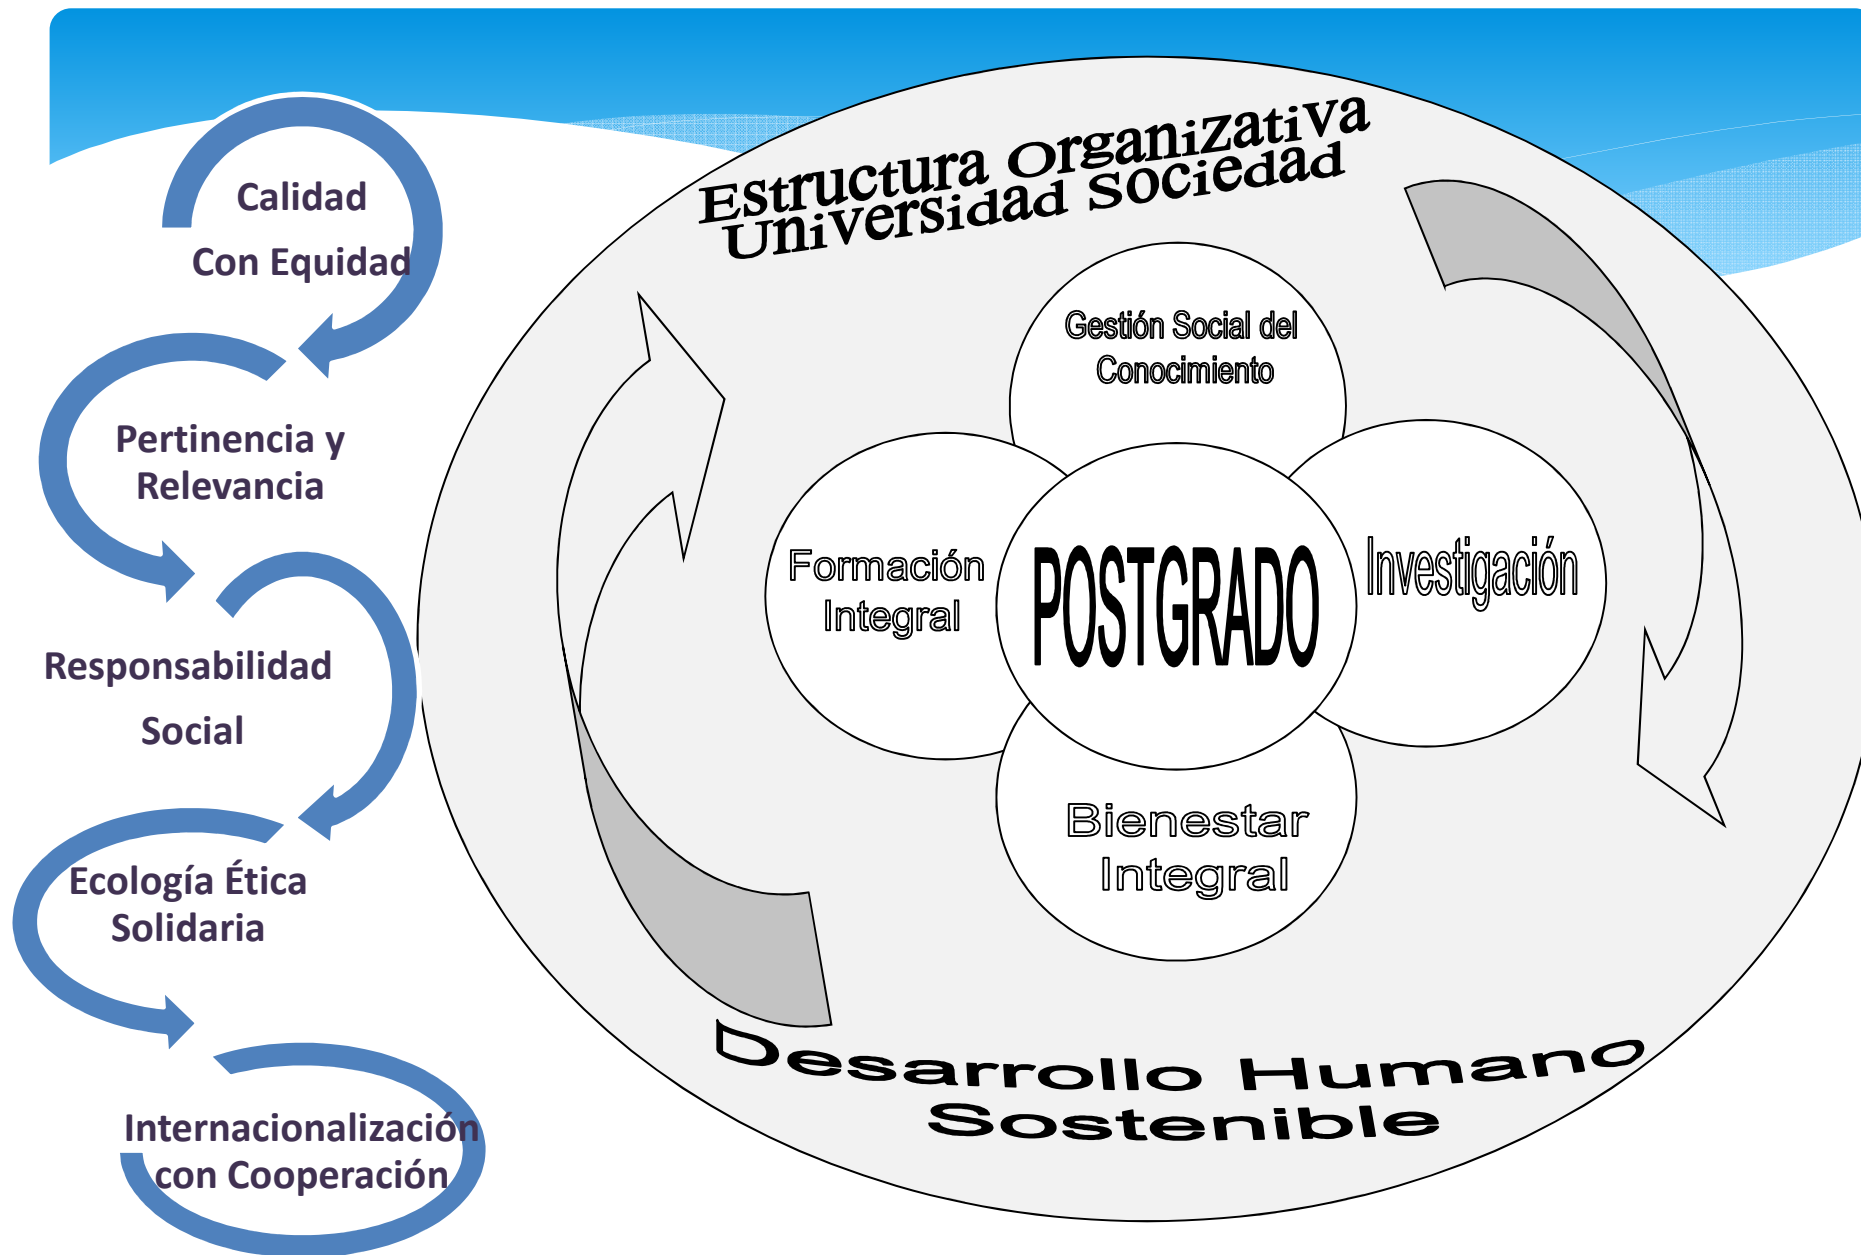 Calidad
Con Equidad
Pertinencia y
Relevancia
Responsabilidad
Social
Ecología Ética
Solidaria
Internacionalización
con Cooperación
Estructura Organizativa
Universidad Sociedad
Gestión Social del
Conocimiento
Formación
Integral
POSTGRADO
Investigación
Bienestar
Integral
Desarrollo Humano
Sostenible